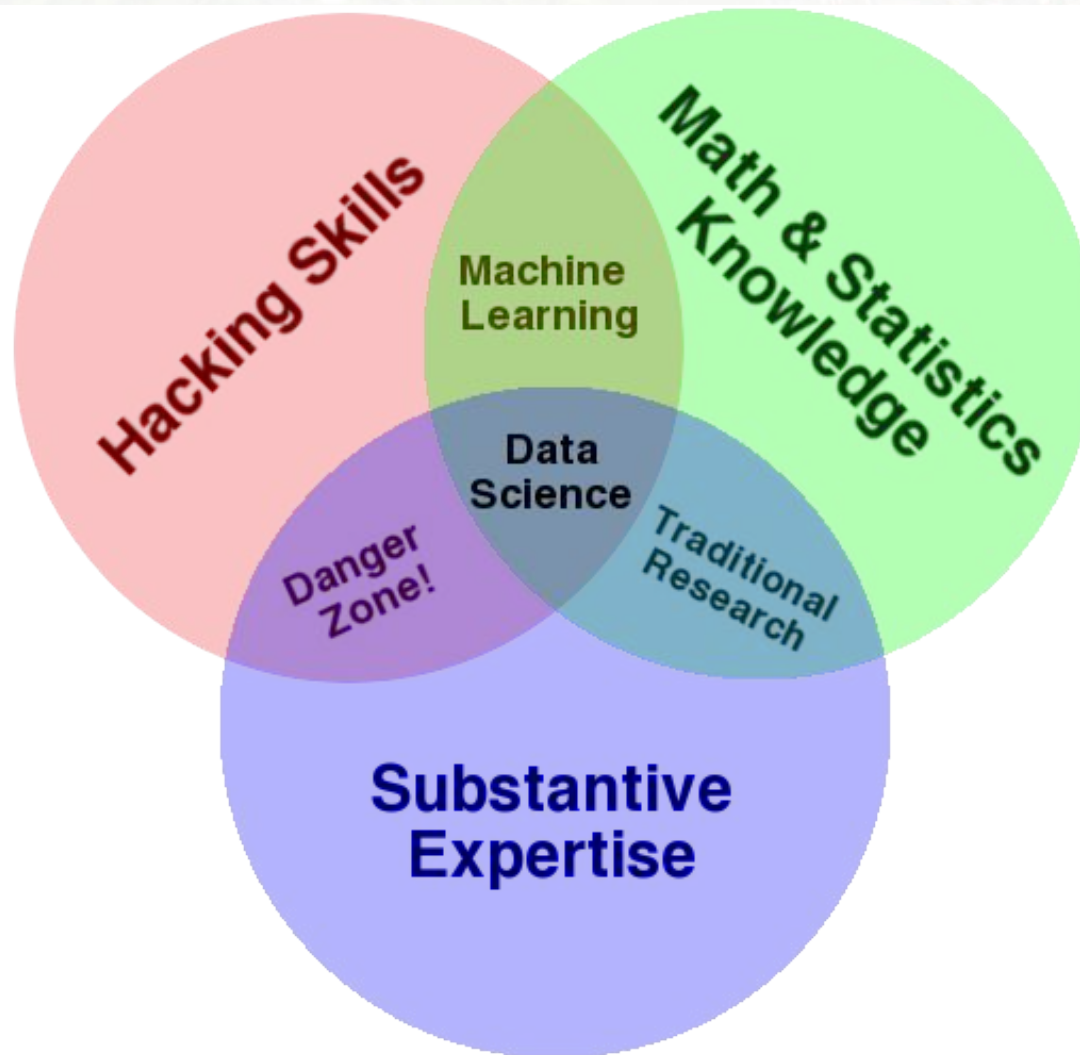 Hacking Skills
Math & Statistics
Knowledge
Machine
Learning
Data
Science
Danger
Zone!
Traditional
Research
Substantive
Expertise